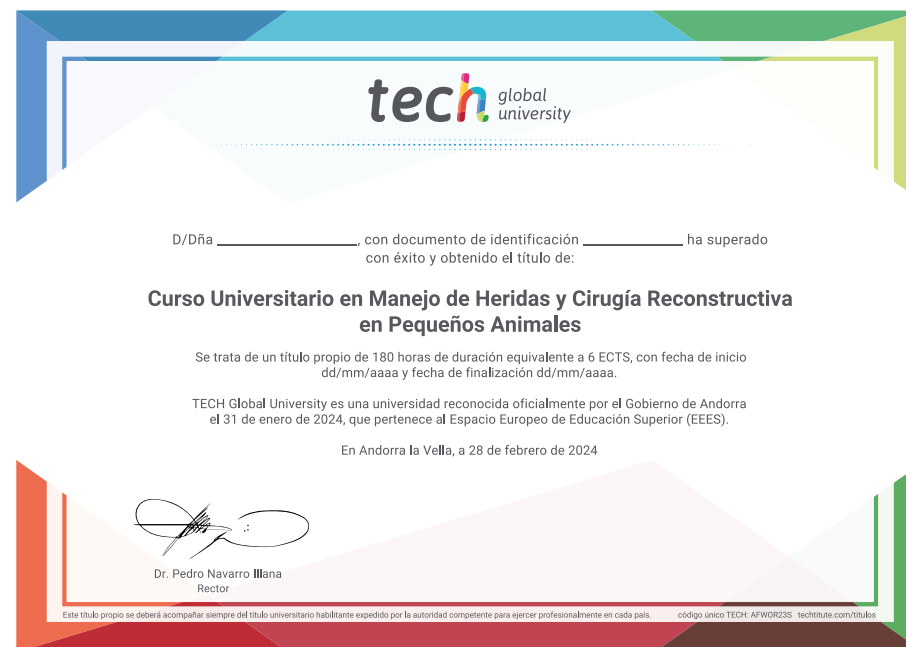 tech global
university
D/Dña ____________________, con documento de identificación ______________ ha superado
con éxito y obtenido el título de:
Curso Universitario en Manejo de Heridas y Cirugía Reconstructiva
en Pequeños Animales
Se trata de un título propio de 180 horas de duración equivalente a 6 ECTS, con fecha de inicio
dd/mm/aaaa y fecha de finalización dd/mm/aaaa.
TECH Global University es una universidad reconocida oficialmente por el Gobierno de Andorra
el 31 de enero de 2024, que pertenece al Espacio Europeo de Educación Superior (EEES).
En Andorra la Vella, a 28 de febrero de 2024
Dr. Pedro Navarro Illana
Rector
Este título propio se deberá acompañar siempre del título universitario habilitante expedido por la autoridad competente para ejercer profesionalmente en cada país. código único TECH: AFWOR23S techtitute.com/titulos